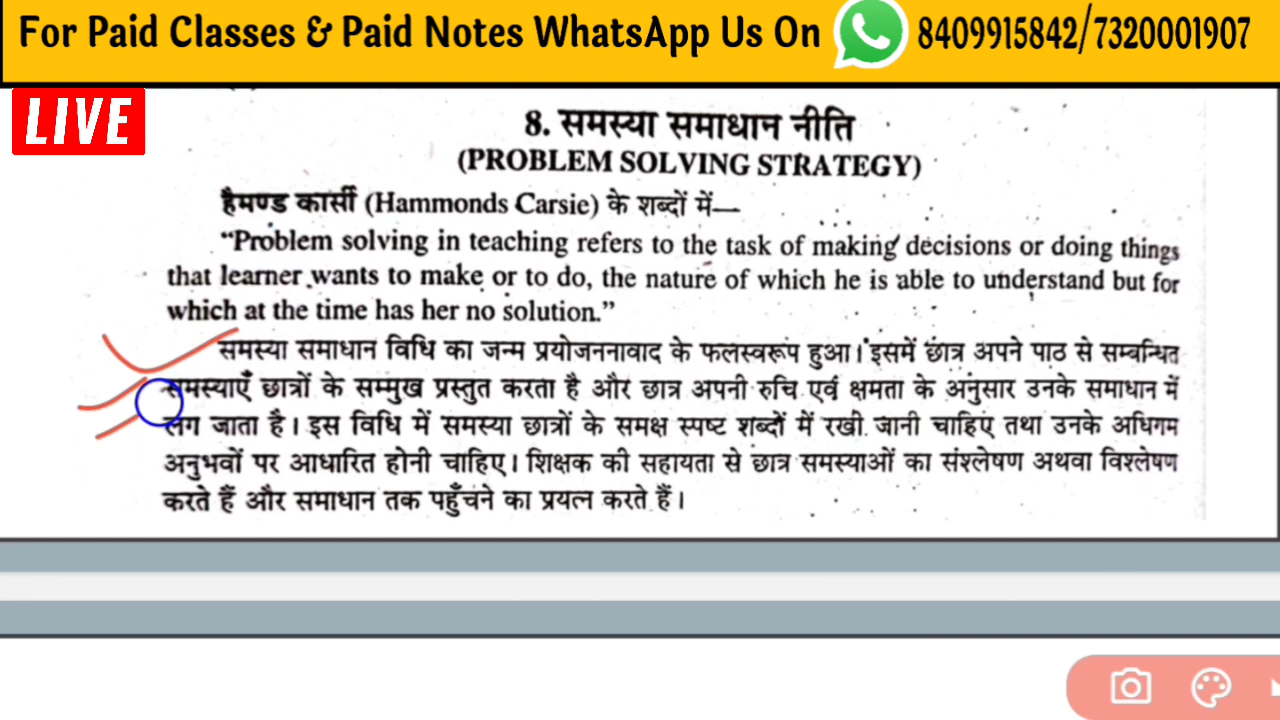 For Paid Classes & Paid Notes WhatsApp Us On 8409915842/7320001907
LIVE
8. समस्या समाधान नीति
(PROBLEM SOLVING STRATEGY)
हैमण्ड कार्सी (Hammonds Carsie) के शब्दों में—
“Problem solving in teaching refers to the task of making decisions or doing things
that learner wants to make or to do, the nature of which he is able to understand but for
which at the time has her no solution.”
समस्या समाधान विधि का जन्म प्रयोजननावाद के फलस्वरूप हुआ। इसमें छात्र अपने पाठ से सम्बन्धित
समस्याएँ छात्रों के सम्मुख प्रस्तुत करता है और छात्र अपनी रुचि एवं क्षमता के अनुसार उनके समाधान में
लग जाता है। इस विधि में समस्या छात्रों के समक्ष स्पष्ट शब्दों में रखी जानी चाहिए तथा उनके अधिगम
अनुभवों पर आधारित होनी चाहिए। शिक्षक की सहायता से छात्र समस्याओं का संश्लेषण अथवा विश्लेषण
करते हैं और समाधान तक पहुँचने का प्रयत्न करते हैं।